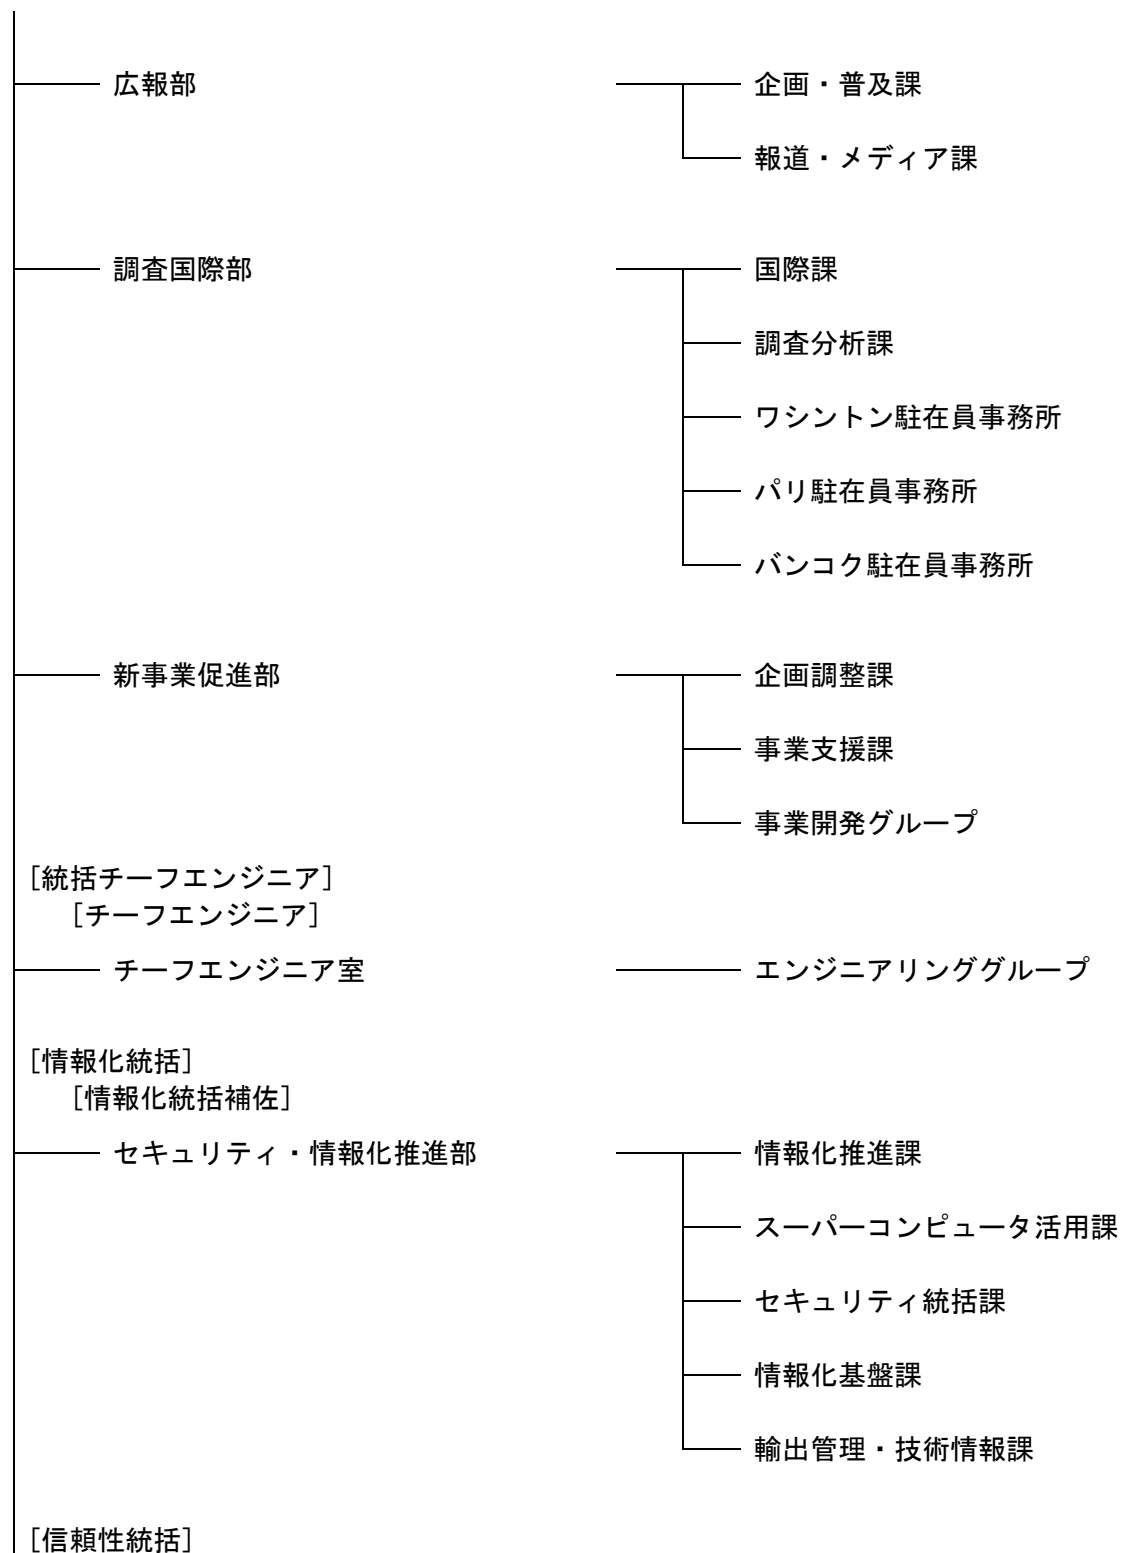 広報部 企画・普及課
報道・メディア課
調査国際部 国際課
調査分析課
ワシントン駐在員事務所
パリ駐在員事務所
バンコク駐在員事務所
新事業促進部 企画調整課
事業支援課
事業開発グループ
[統括チーフエンジニア]
[チーフエンジニア]
チーフエンジニア室 エンジニアリンググループ
[情報化統括]
[情報化統括補佐]
セキュリティ・情報化推進部 情報化推進課
スーパーコンピュータ活用課
セキュリティ統括課
情報化基盤課
輸出管理・技術情報課
[信頼性統括]